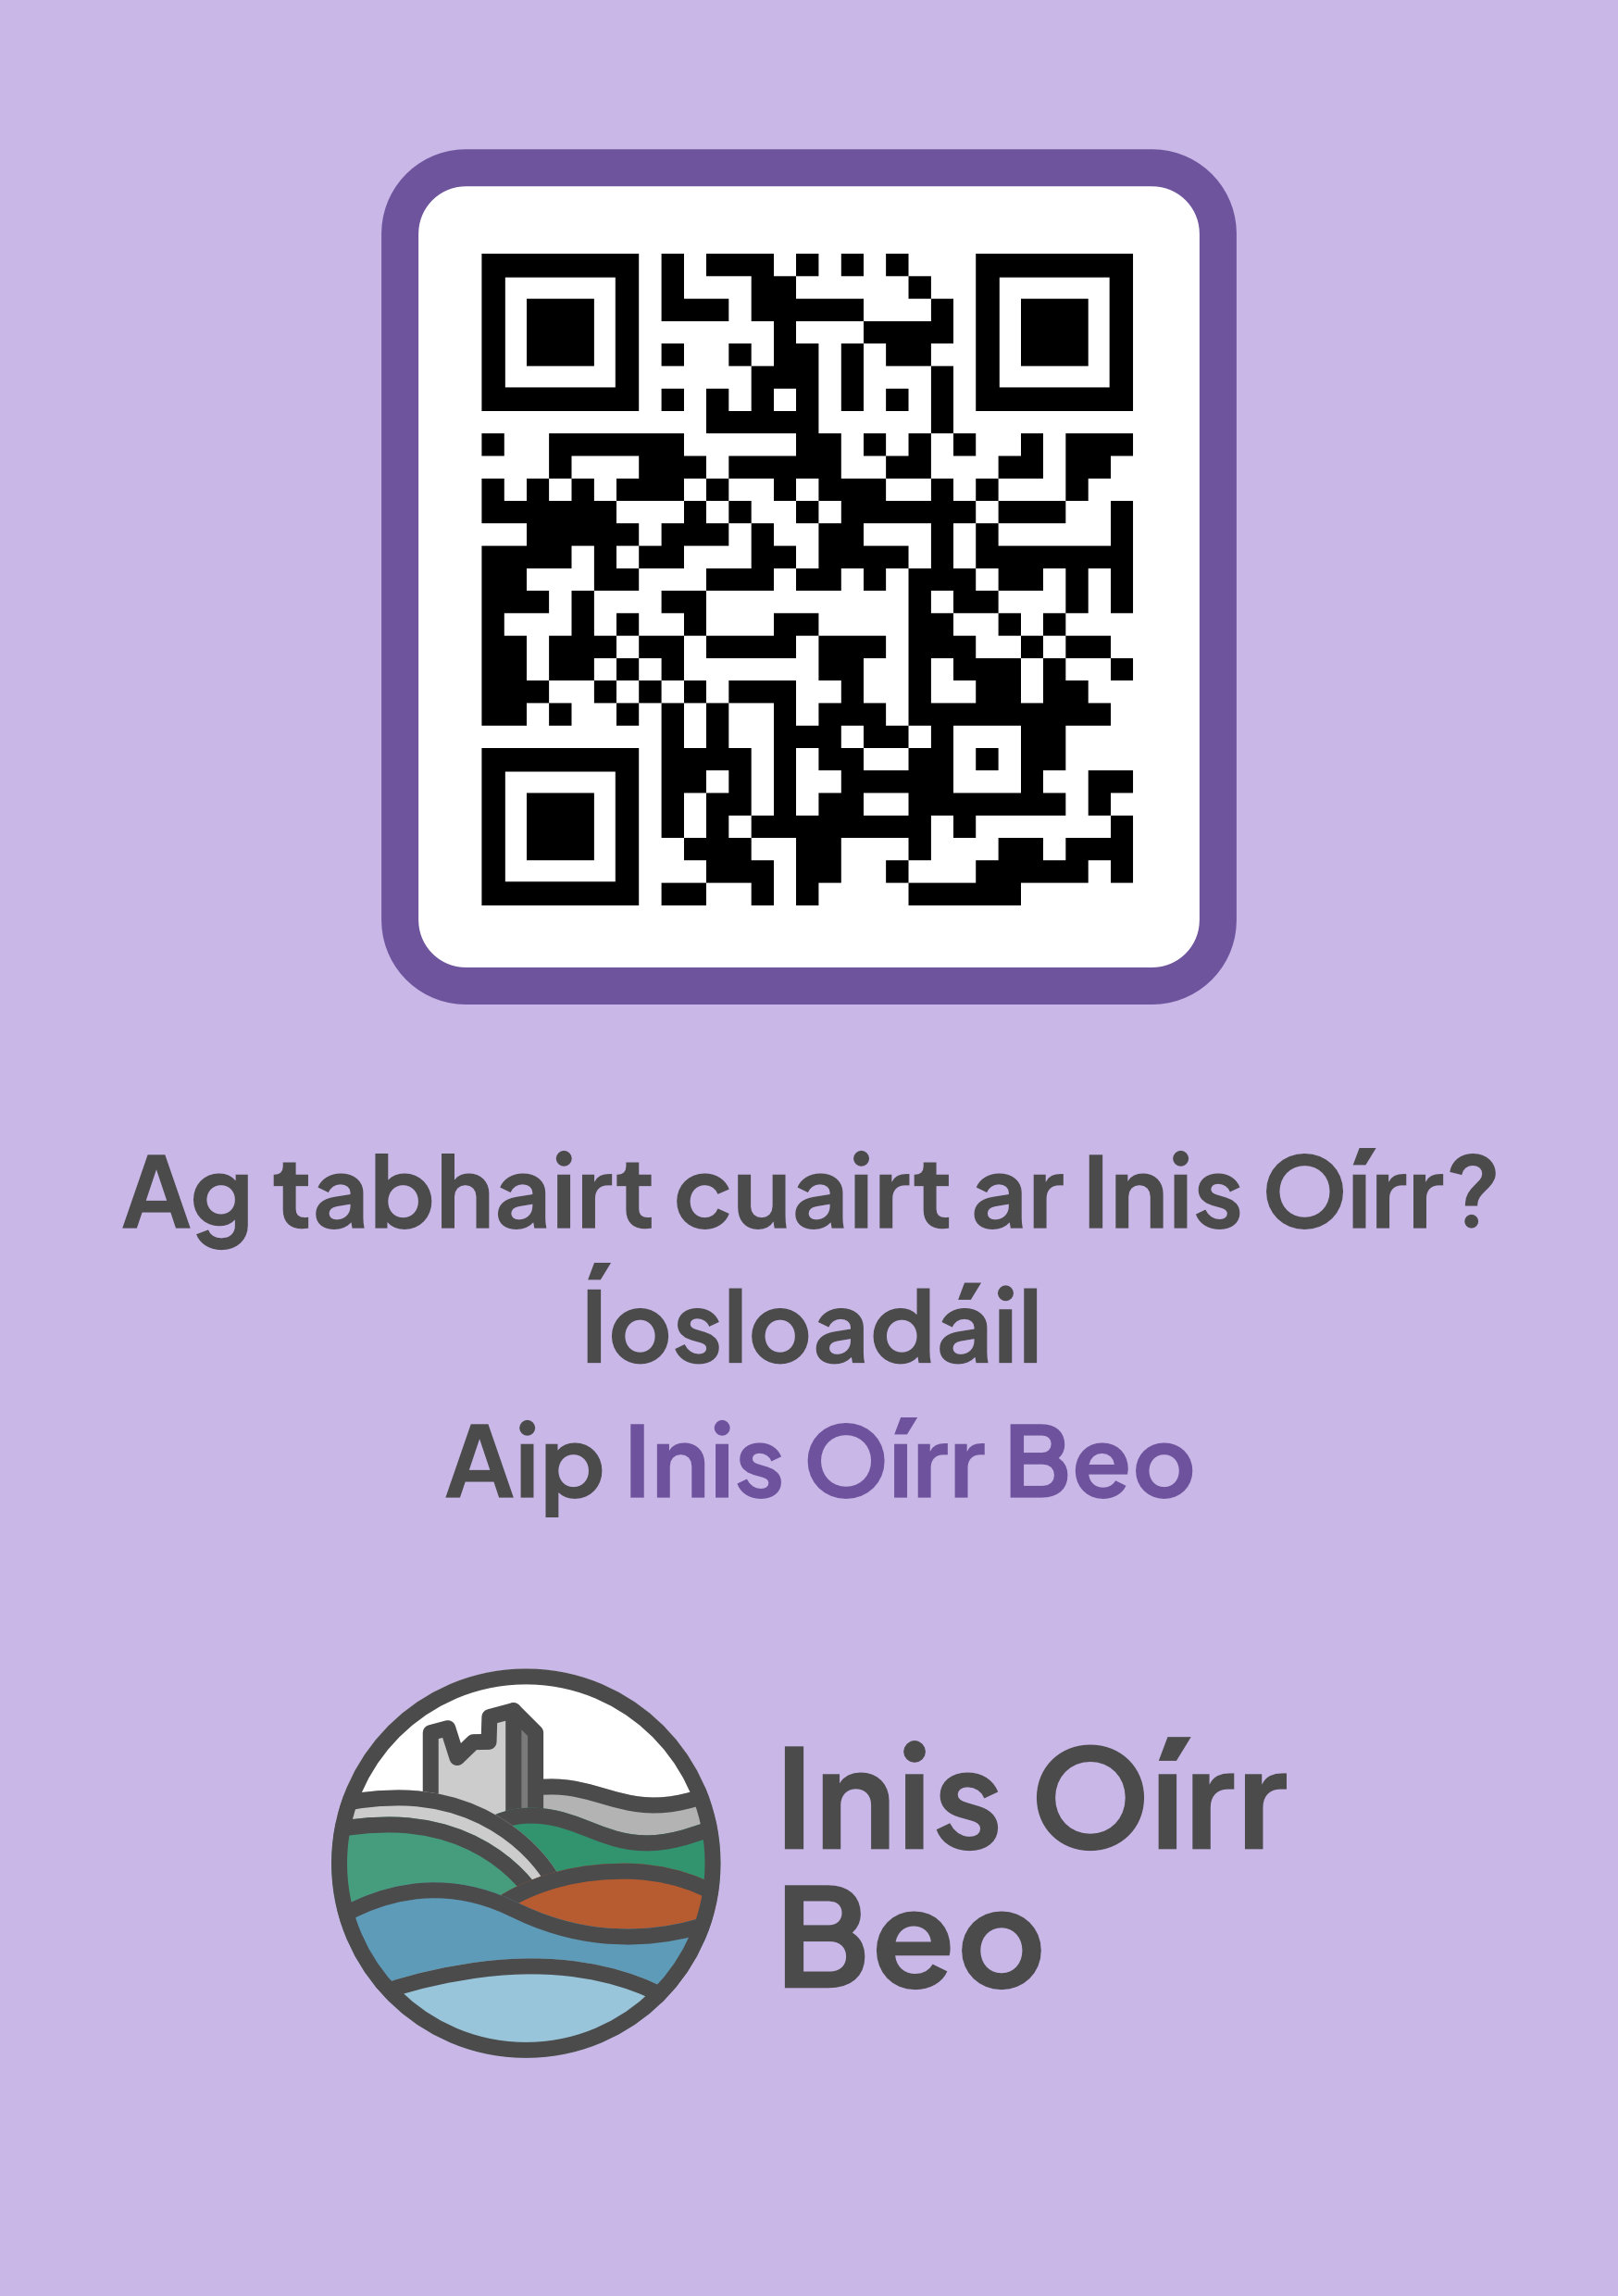 Ag tabhairt cuairt ar Inis Oírr?
Íosloadáil
Aip Inis Oírr Beo
Inis Oírr
Beo